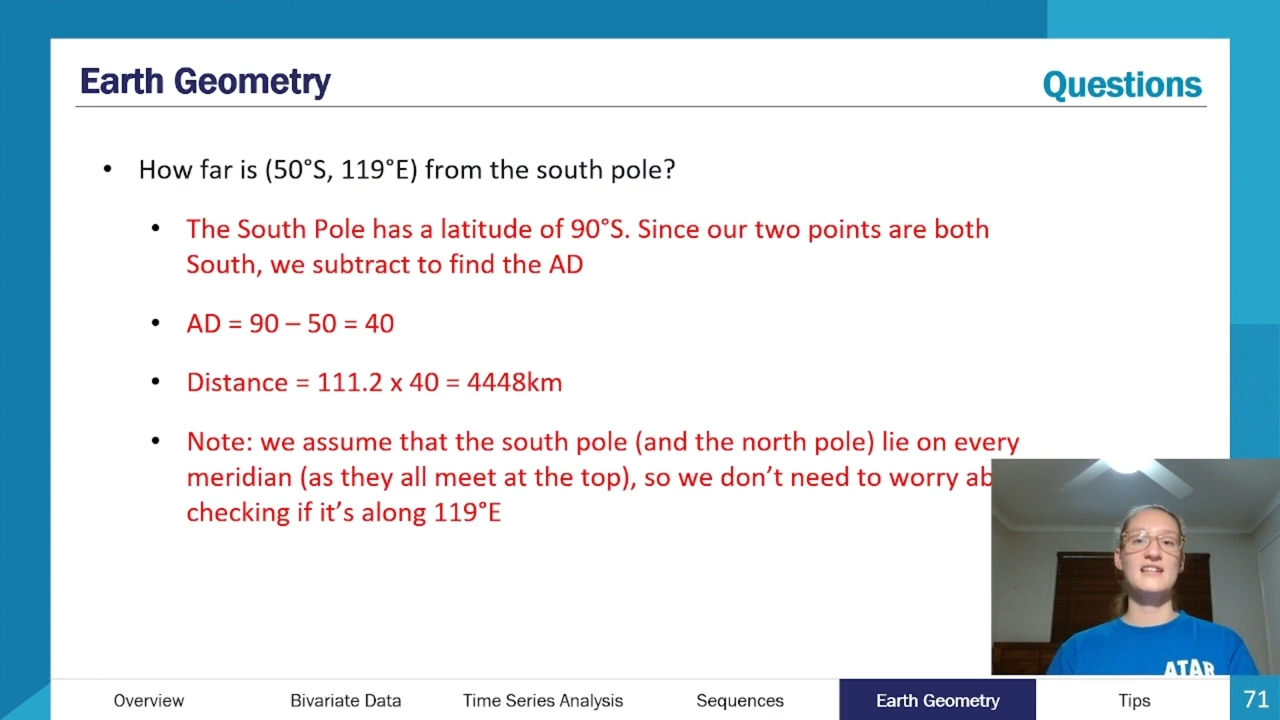 Earth Geometry
Questions
• How far is (50°S, 119°E) from the south pole?
• The South Pole has a latitude of 90°S. Since our two points are both
South, we subtract to find the AD
• AD = 90 – 50 = 40
• Distance = 111.2 x 40 = 4448km
• Note: we assume that the south pole (and the north pole) lie on every
meridian (as they all meet at the top), so we don’t need to worry
checking if it’s along 119°E
ATAR
Overview
Bivariate Data
Time Series Analysis
Sequences
Earth Geometry
Tips
71